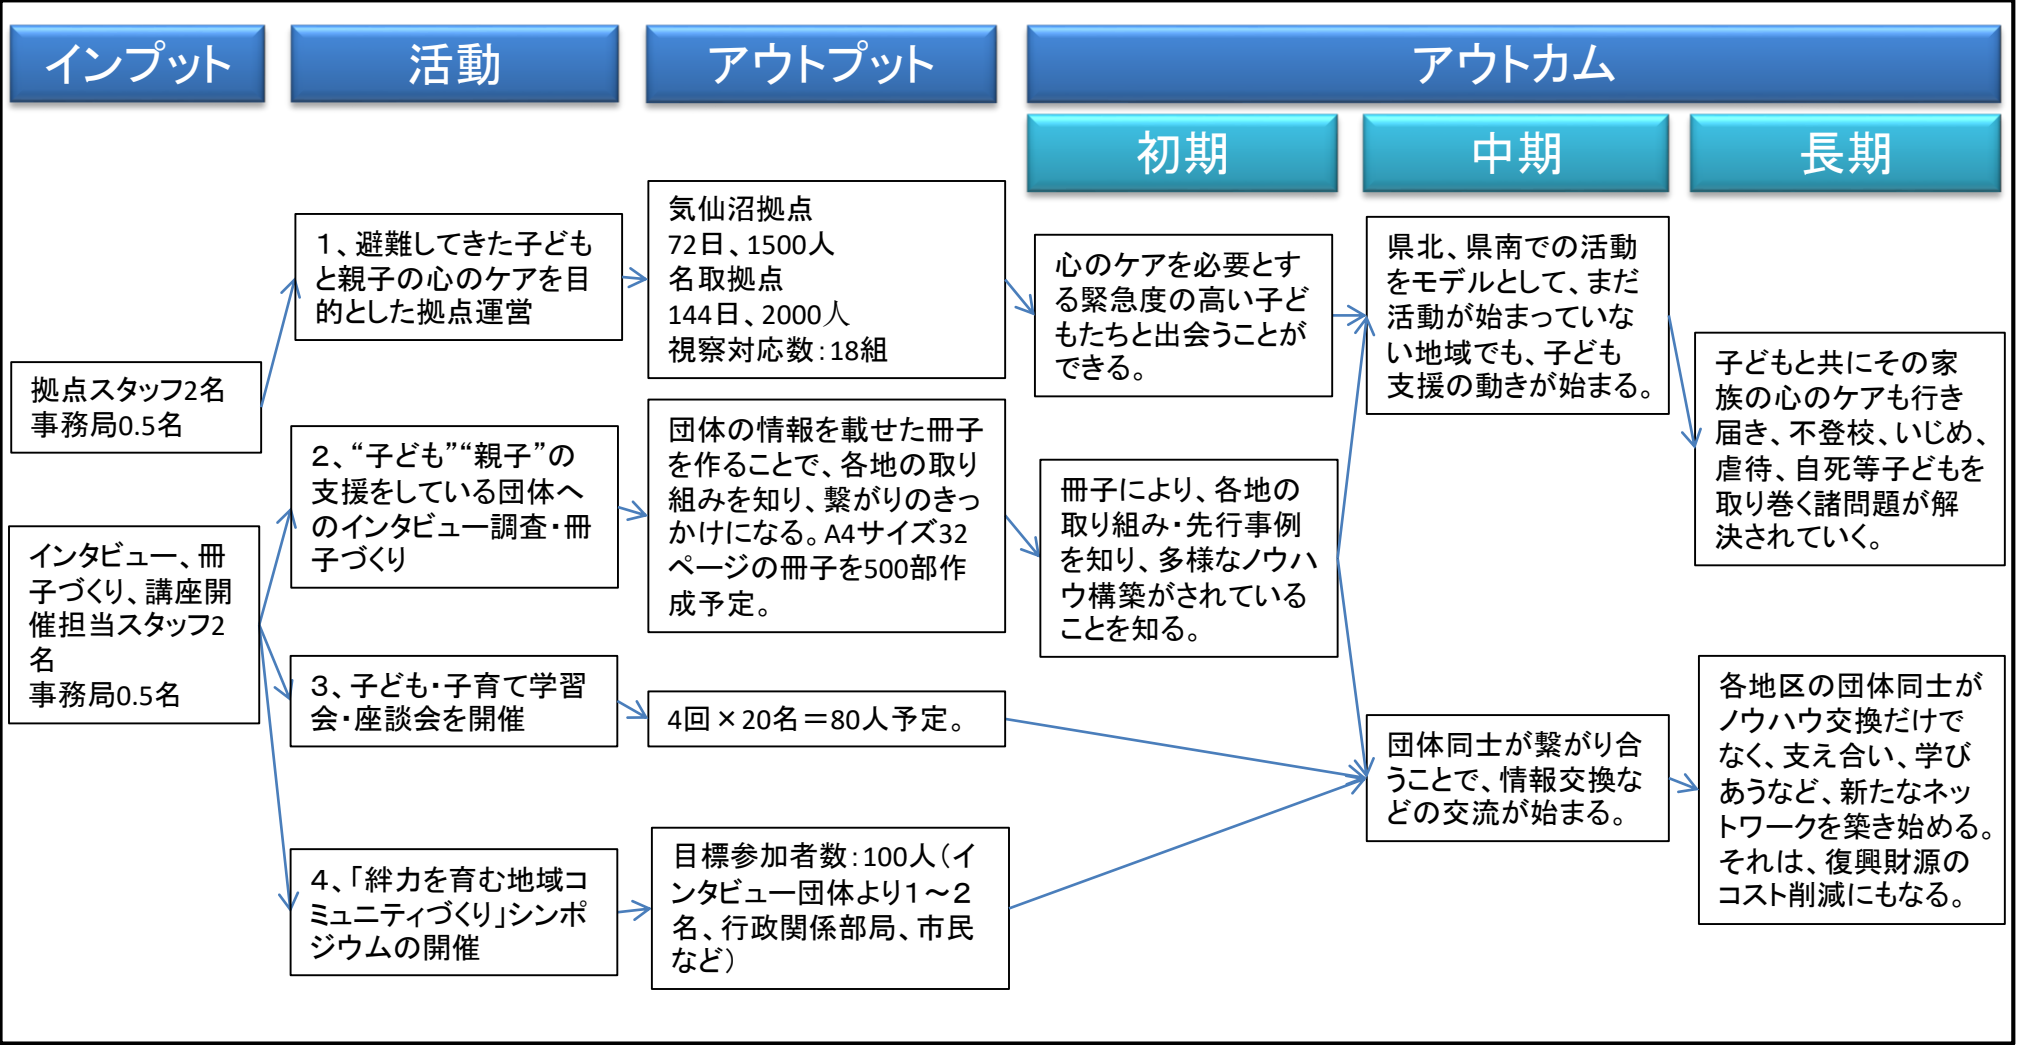 インプット
活動
アウトプット
アウトカム
初期
中期
長期
拠点スタッフ2名
事務局0.5名
インタビュー、冊
子づくり、講座開
催担当スタッフ2
名
事務局0.5名
１、避難してきた子ども
と親子の心のケアを目
的とした拠点運営
２、“子ども”“親子”の
支援をしている団体へ
のインタビュー調査・冊
子づくり
３、子ども・子育て学習
会・座談会を開催
４、「絆力を育む地域コ
ミュニティづくり」シンポ
ジウムの開催
気仙沼拠点
72日、1500人
名取拠点
144日、2000人
視察対応数：18組
団体の情報を載せた冊子
を作ることで、各地の取り
組みを知り、繋がりのきっ
かけになる。A4サイズ32
ページの冊子を500部作
成予定。
4回×20名＝80人予定。
目標参加者数：100人（イ
ンタビュー団体より１～２
名、行政関係部局、市民
など）
心のケアを必要とす
る緊急度の高い子ど
もたちと出会うことが
できる。
冊子により、各地の
取り組み・先行事例
を知り、多様なノウハ
ウ構築がされている
ことを知る。
県北、県南での活動
をモデルとして、まだ
活動が始まっていな
い地域でも、子ども
支援の動きが始まる。
団体同士が繋がり合
うことで、情報交換な
どの交流が始まる。
子どもと共にその家
族の心のケアも行き
届き、不登校、いじめ、
虐待、自死等子どもを
取り巻く諸問題が解
決されていく。
各地区の団体同士が
ノウハウ交換だけで
なく、支え合い、学び
あうなど、新たなネッ
トワークを築き始める。
それは、復興財源の
コスト削減にもなる。